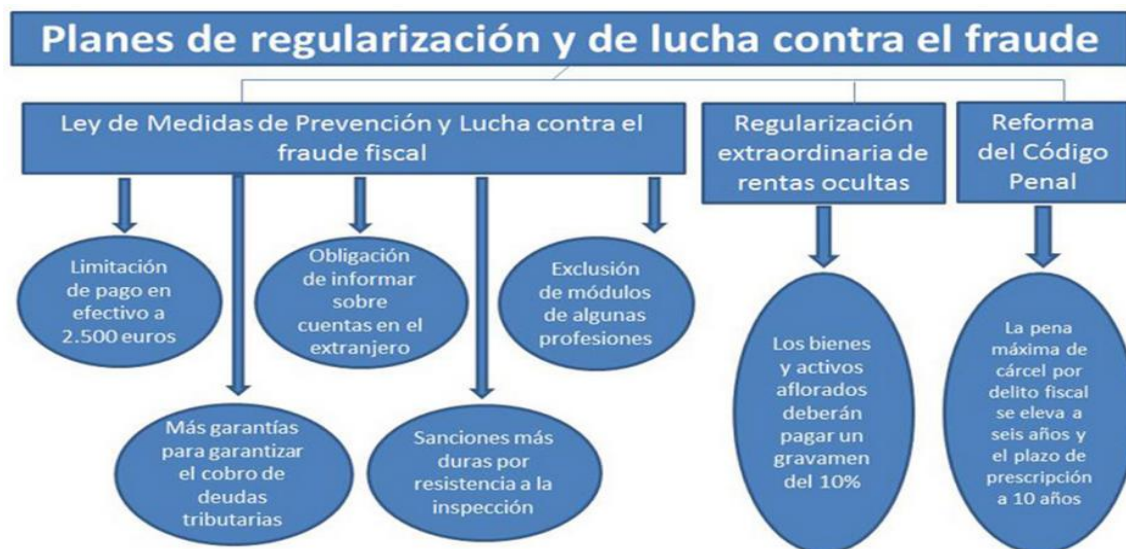 Planes de regularización y de lucha contra el fraude
Ley de Medidas de Prevención y Lucha contra el
fraude fiscal
Regularización
extraordinaria de
rentas ocultas
Reforma
del Código
Penal
Limitación
de pago en
efectivo a
2.500 euros
Obligación
de informar
sobre
cuentas en el
extranjero
Exclusión
de módulos
de algunas
profesiones
Más garantías
para garantizar
el cobro de
deudas
tributarias
Sanciones más
duras por
resistencia a la
inspección
Los bienes
y activos
aflorados
deberán
pagar un
gravamen
del 10%
La pena
máxima de
cárcel por
delito fiscal
se eleva a
seis años y
el plazo de
prescripción
a 10 años